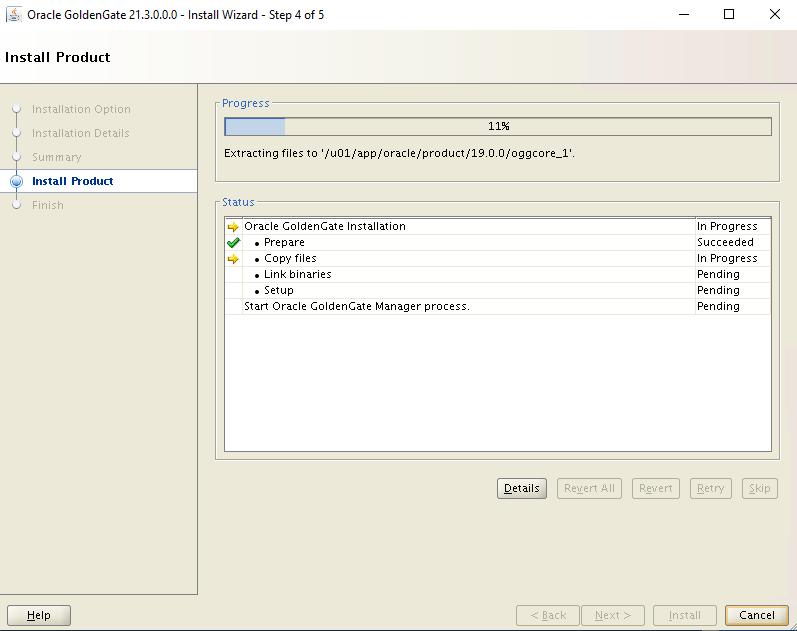 Oracle GoldenGate 21.3.0.0.0 - Install Wizard - Step 4 of 5
Install Product
Installation Option
Installation Details
Summary
Install Product
Finish
Progress
11%
Extracting files to '/u01/app/oracle/product/19.0.0/oggcore_1'.
Status
Oracle GoldenGate Installation In Progress
• Prepare Succeeded
• Copy files In Progress
• Link binaries Pending
• Setup Pending
Start Oracle GoldenGate Manager process. Pending
Details Revert All Revert Retry Skip
Help < Back Next > Install Cancel